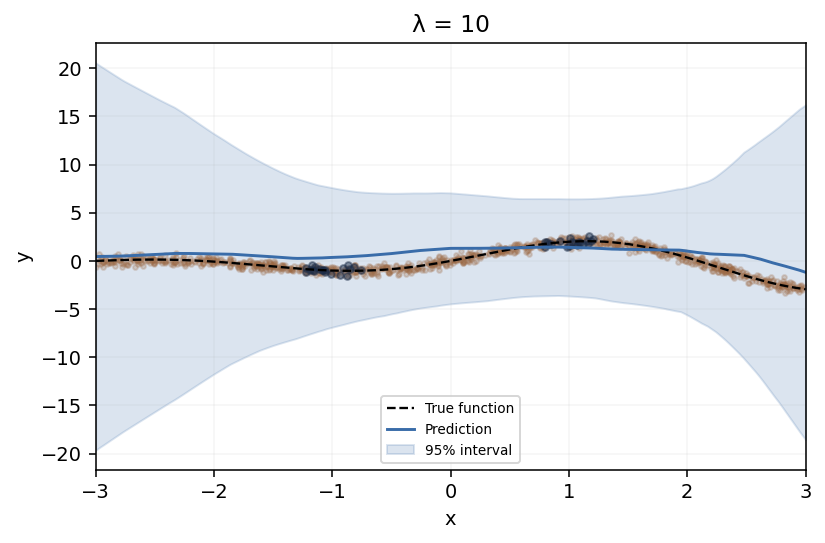 λ = 10
20
15
10
5
0
−5
−10
−15
−20
y
True function
Prediction
95% interval
−3 −2 −1 0 1 2 3
x